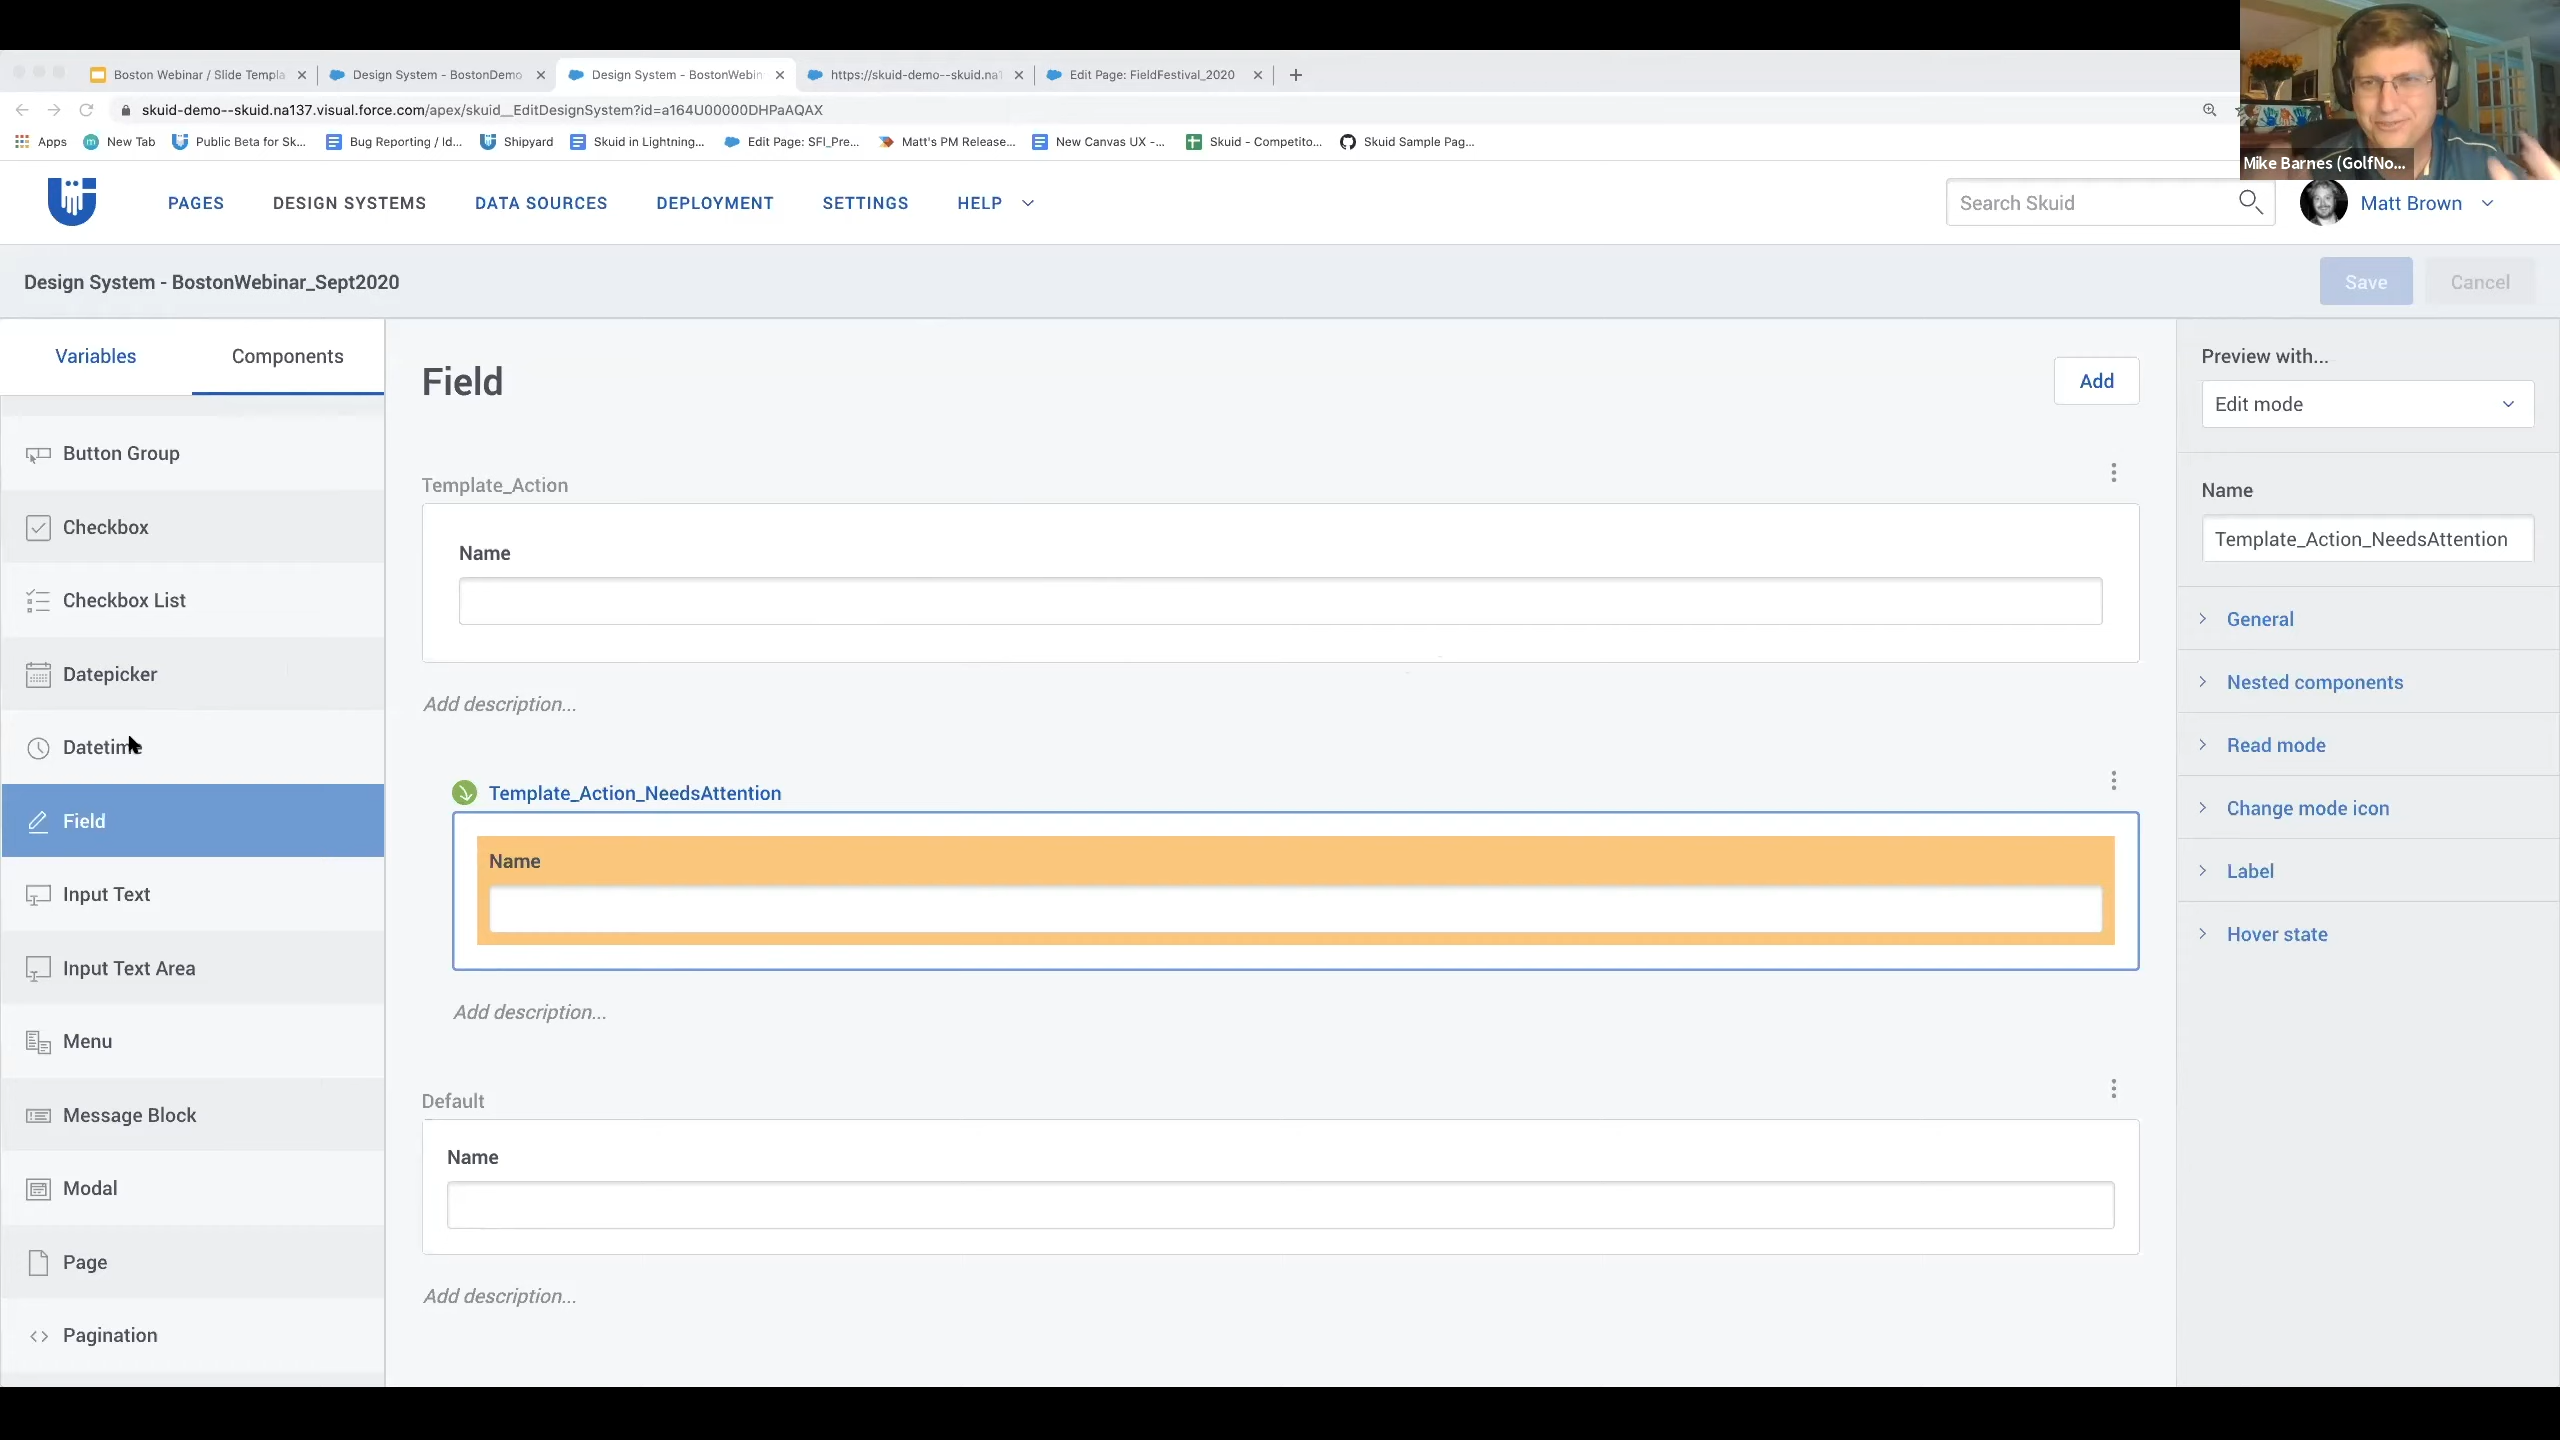 Boston Webinar / Slide Templa
Design System - BostonDemo
Design System - BostonWebin
https://skuid-demo--skuid.na1
Edit Page: FieldFestival_2020
skuid-demo--skuid.na137.visual.force.com/apex/skuid__EditDesignSystem?id=a164U00000DHPaAQAX
Apps
New Tab
Public Beta for Sk...
Bug Reporting / Id...
Shipyard
Skuid in Lightning...
Edit Page: SFI_Pre...
Matt's PM Release...
New Canvas UX -...
Skuid - Competito...
Skuid Sample Pag...
Mike Barnes (GolfNo...
PAGES
DESIGN SYSTEMS
DATA SOURCES
DEPLOYMENT
SETTINGS
HELP
Search Skuid
Matt Brown
Design System - BostonWebinar_Sept2020
Save
Cancel
Variables
Components
Button Group
Checkbox
Checkbox List
Datepicker
Datetime
Field
Input Text
Input Text Area
Menu
Message Block
Modal
Page
Pagination
Field
Add
Template_Action
Name
Add description...
Template_Action_NeedsAttention
Name
Add description...
Default
Name
Add description...
Preview with...
Edit mode
Name
Template_Action_NeedsAttention
General
Nested components
Read mode
Change mode icon
Label
Hover state